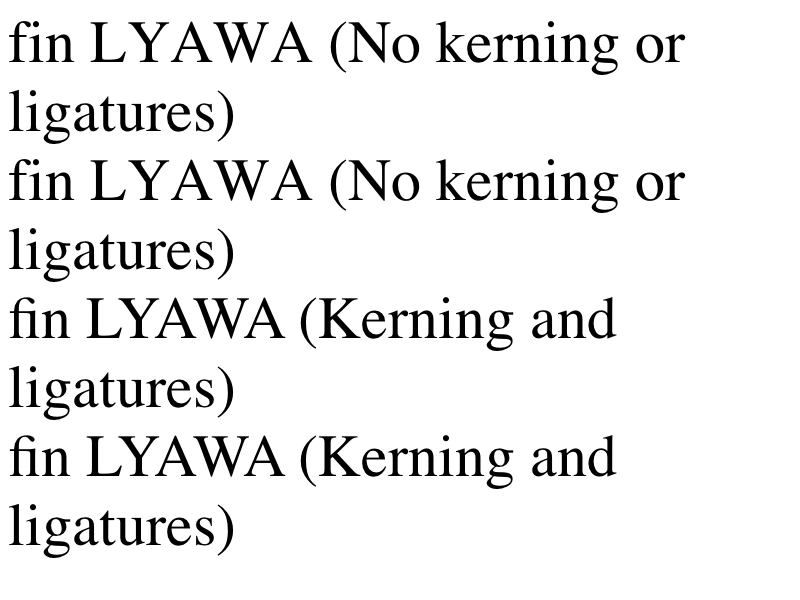 fin LYAWA (No kerning or
ligatures)
fin LYAWA (No kerning or
ligatures)
fin LYAWA (Kerning and
ligatures)
fin LYAWA (Kerning and
ligatures)